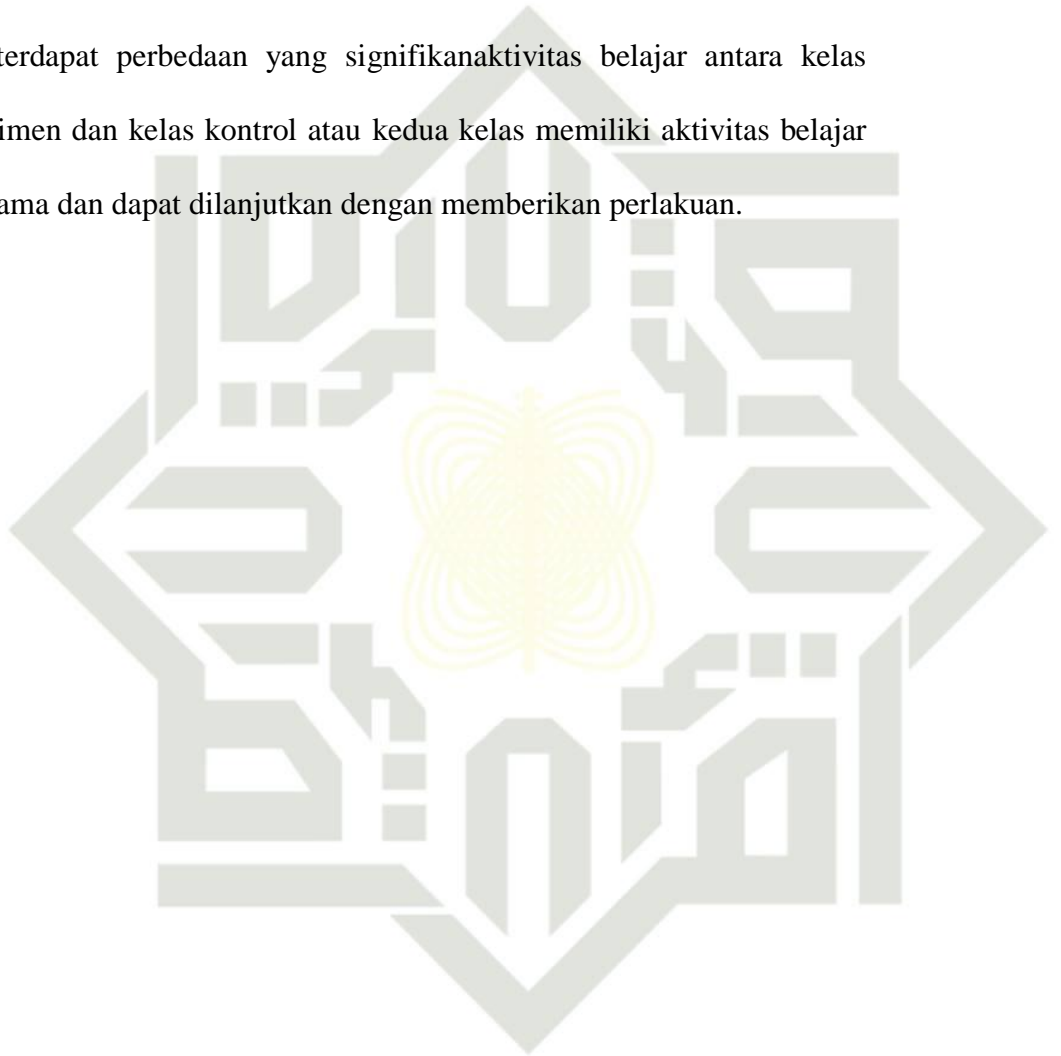 terdapat perbedaan yang signifikanaktivitas belajar antara kelas
imen dan kelas kontrol atau kedua kelas memiliki aktivitas belajar
ama dan dapat dilanjutkan dengan memberikan perlakuan.